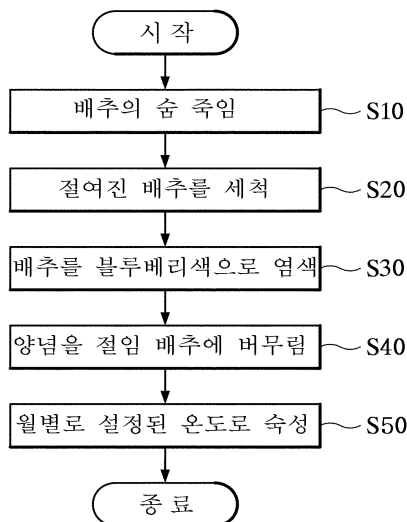 시 작
배추의 숨 죽임 S10
절여진 배추를 세척 S20
배추를 블루베리색으로 염색 S30
양념을 절임 배추에 버무림 S40
월별로 설정된 온도로 숙성 S50
종 료